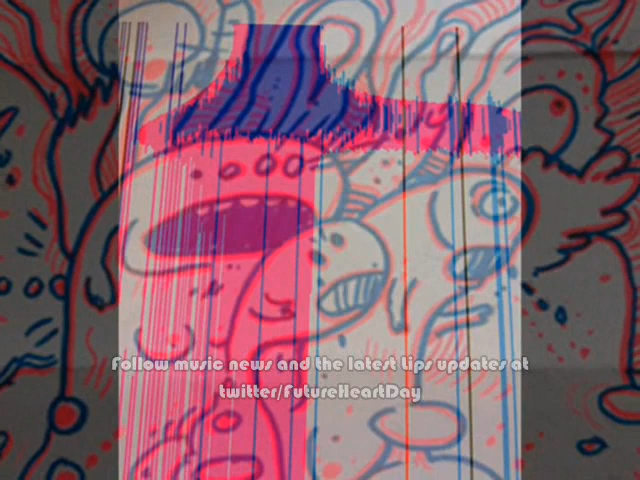 Follow music news and the latest Lips updates at
twitter/FutureHeartDay